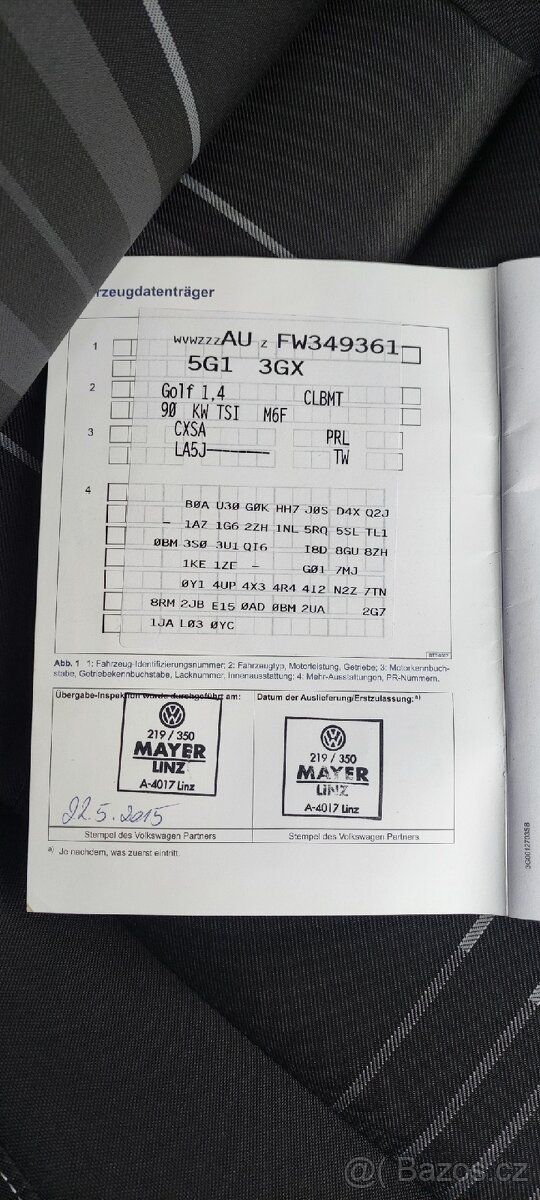 rzeugdatenträger
1 WVWZZZAU Z FW349361
5G1 3GX
2 Golf 1,4 CLBMT
90 KW TSI M6F
3 CXSA PRL
LA5J------- TW
4
B0A U30 G0K HH7 J0S D4X Q2J
- 1AZ 1G6 2ZH 1NL 5RQ 5SL TL1
0BM 3S0 3U1 QI6 I8D 8GU 8ZH
1KE 1ZE - G01 7MJ
0Y1 4UP 4X3 4R4 4I2 N2Z 7TN
8RM 2JB E15 0AD 0BM 2UA 2G7
1JA L03 0YC
Abb. 1 1: Fahrzeug-Identifizierungsnummer; 2: Fahrzeugtyp, Motorleistung, Getriebe; 3: Motorkennbuch-
stabe, Getriebekennbuchstabe, Lacknummer, Innenausstattung; 4: Mehr-Ausstattungen, PR-Nummern.
Übergabe-Inspektion wurde durchgeführt am:
219 / 350
MAYER
LINZ
A-4017 Linz
22.5.2015
Stempel des Volkswagen Partners
Datum der Auslieferung/Erstzulassung: a)
219 / 350
MAYER
LINZ
A-4017 Linz
Stempel des Volkswagen Partners
a) Je nachdem, was zuerst eintritt.
@( Bazos.cz